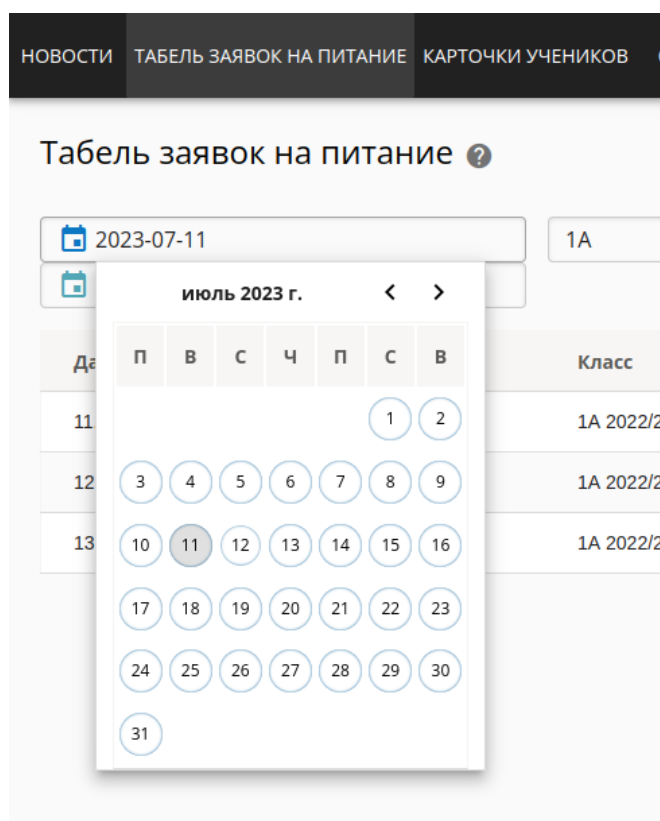 НОВОСТИ ТАБЕЛЬ ЗАЯВОК НА ПИТАНИЕ КАРТОЧКИ УЧЕНИКОВ
Табель заявок на питание ?
2023-07-11 1А
июль 2023 г. < >
П В С Ч П С В Класс
1 2
11 1А 2022/2
3 4 5 6 7 8 9
12 1А 2022/2
10 11 12 13 14 15 16
13 1А 2022/2
17 18 19 20 21 22 23
24 25 26 27 28 29 30
31